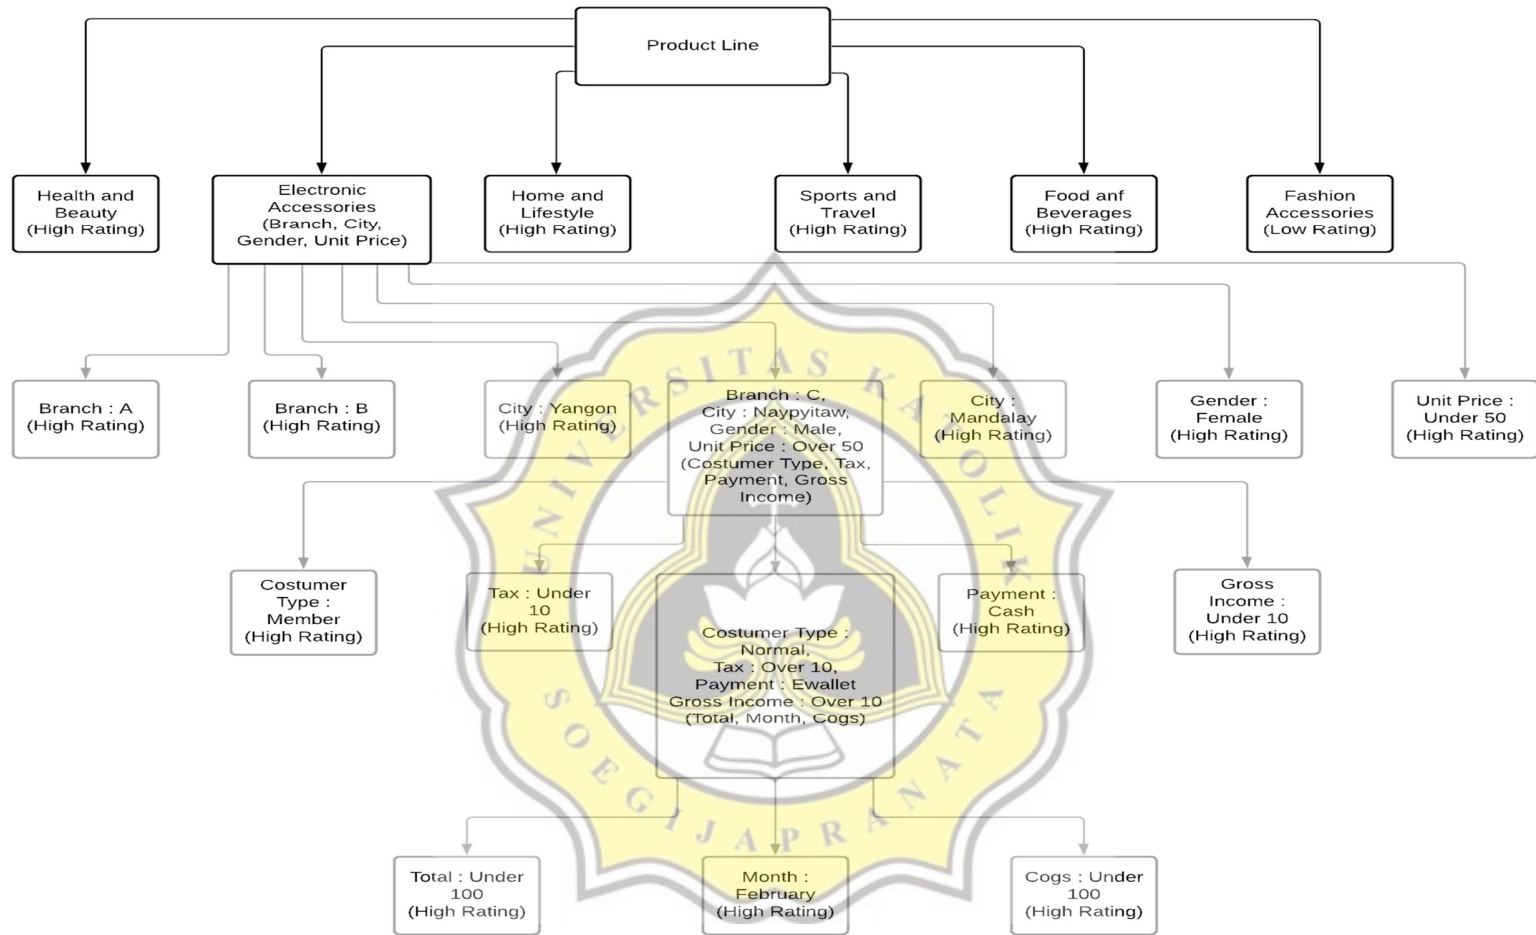 Product Line
Health and
Beauty
(High Rating)
Electronic
Accessories
(Branch, City,
Gender, Unit Price)
Home and
Lifestyle
(High Rating)
Sports and
Travel
(High Rating)
Food anf
Beverages
(High Rating)
Fashion
Accessories
(Low Rating)
Branch : A
(High Rating)
Branch : B
(High Rating)
City : Yangon
(High Rating)
Branch : C,
City : Naypyitaw,
Gender : Male,
Unit Price : Over 50
(Costumer Type, Tax,
Payment, Gross
Income)
City :
Mandalay
(High Rating)
Gender :
Female
(High Rating)
Unit Price :
Under 50
(High Rating)
Costumer
Type :
Member
(High Rating)
Tax : Under
10
(High Rating)
Costumer Type :
Normal,
Tax : Over 10,
Payment : Ewallet
Gross Income : Over 10
(Total, Month, Cogs)
Payment :
Cash
(High Rating)
Gross
Income :
Under 10
(High Rating)
Total : Under
100
(High Rating)
Month :
February
(High Rating)
Cogs : Under
100
(High Rating)
UNIVERSITAS KATOLIK
SOEGIJAPRANATA